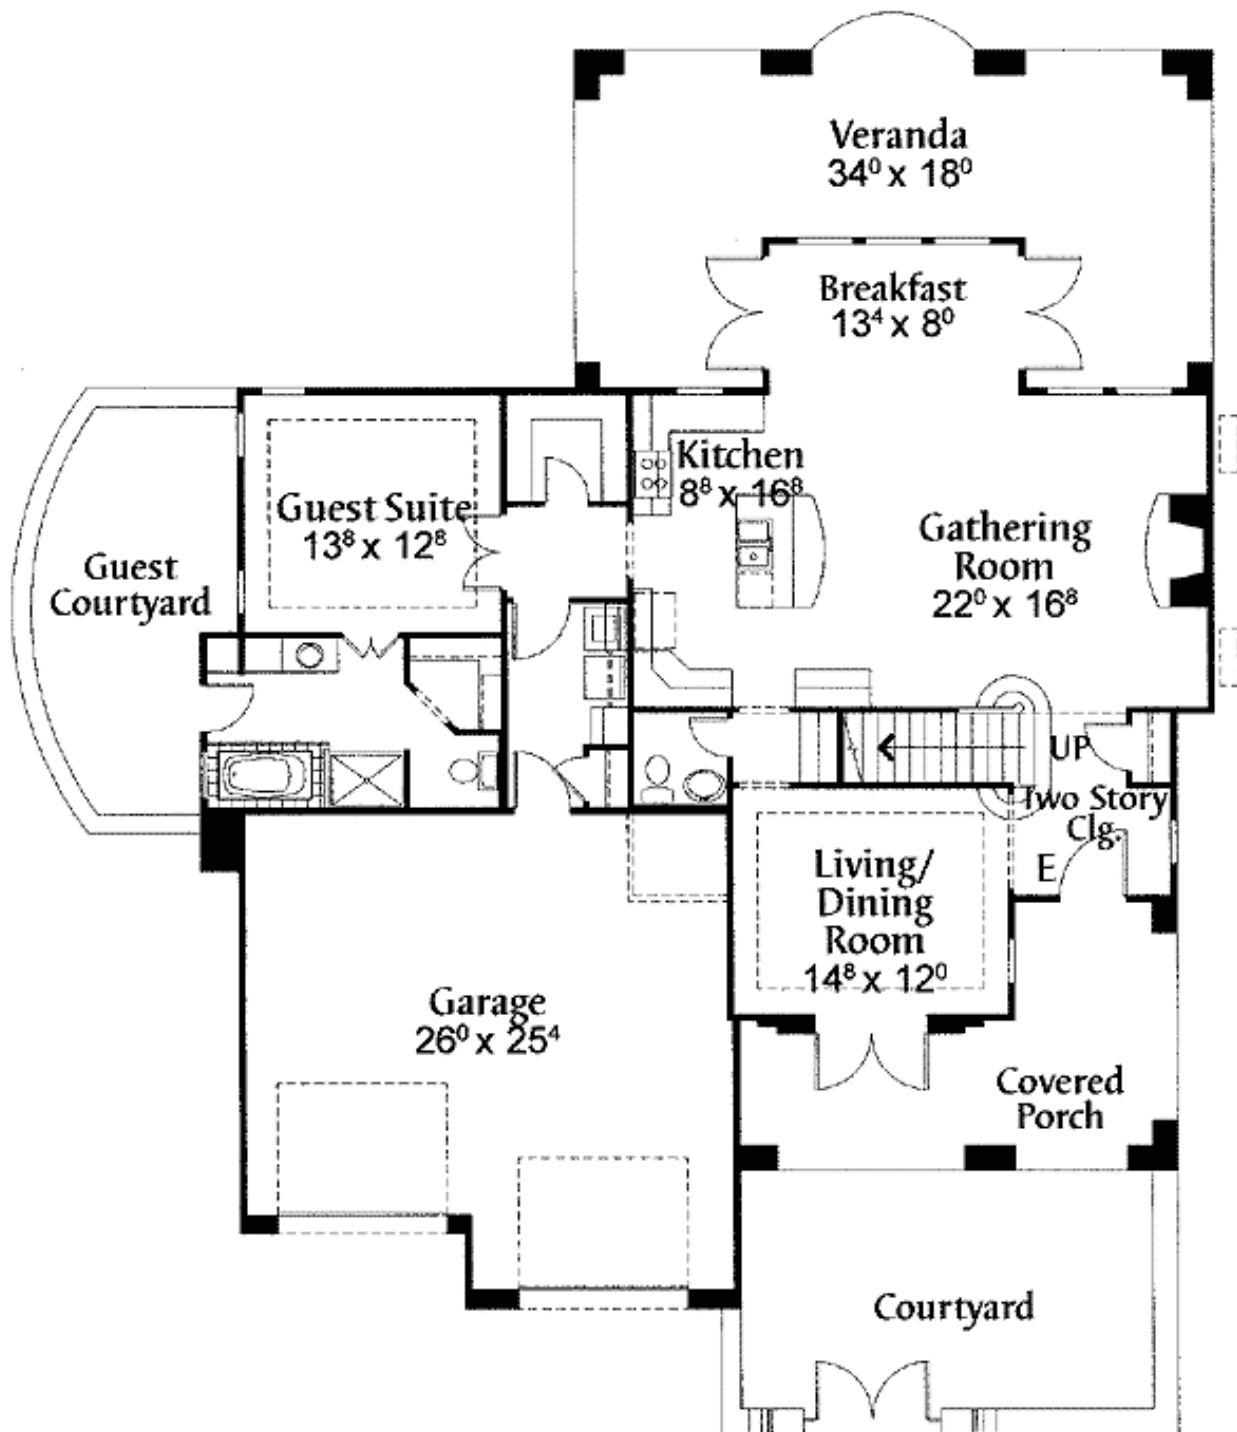 Veranda
34⁰ x 18⁰
Breakfast
13⁴ x 8⁰
Kitchen
8⁸ x 16⁸
Guest Suite
13⁸ x 12⁸
Gathering
Room
22⁰ x 16⁸
Guest
Courtyard
UP
Two Story
Clg.
E
Living/
Dining
Room
14⁸ x 12⁰
Garage
26⁰ x 25⁴
Covered
Porch
Courtyard